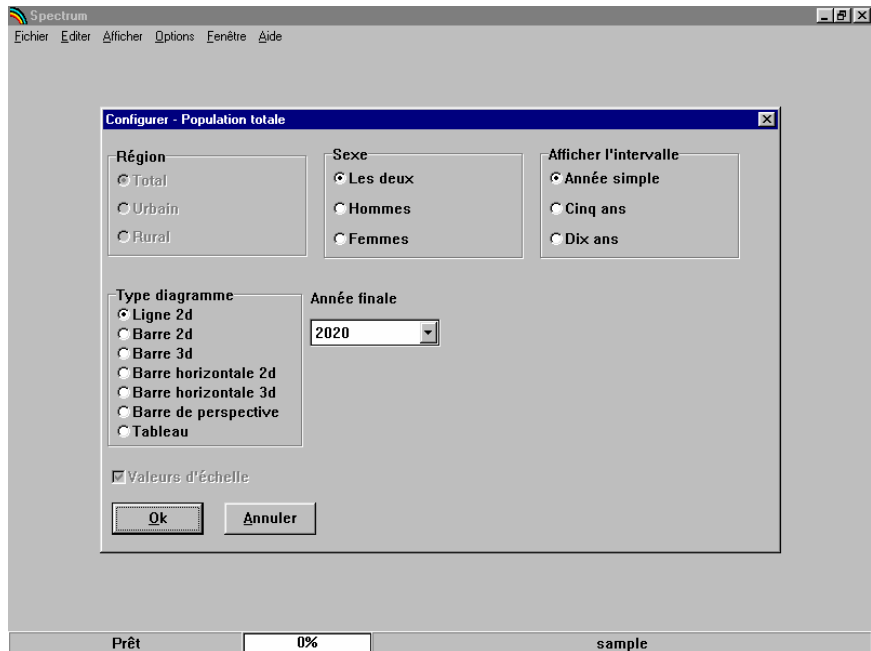 Spectrum
Fichier Editer Afficher Options Fenêtre Aide
Configurer - Population totale
Région
Total
Urbain
Rural
Sexe
Les deux
Hommes
Femmes
Afficher l'intervalle
Année simple
Cinq ans
Dix ans
Type diagramme
Ligne 2d
Barre 2d
Barre 3d
Barre horizontale 2d
Barre horizontale 3d
Barre de perspective
Tableau
Année finale
2020
Valeurs d'échelle
Ok
Annuler
Prêt
0%
sample